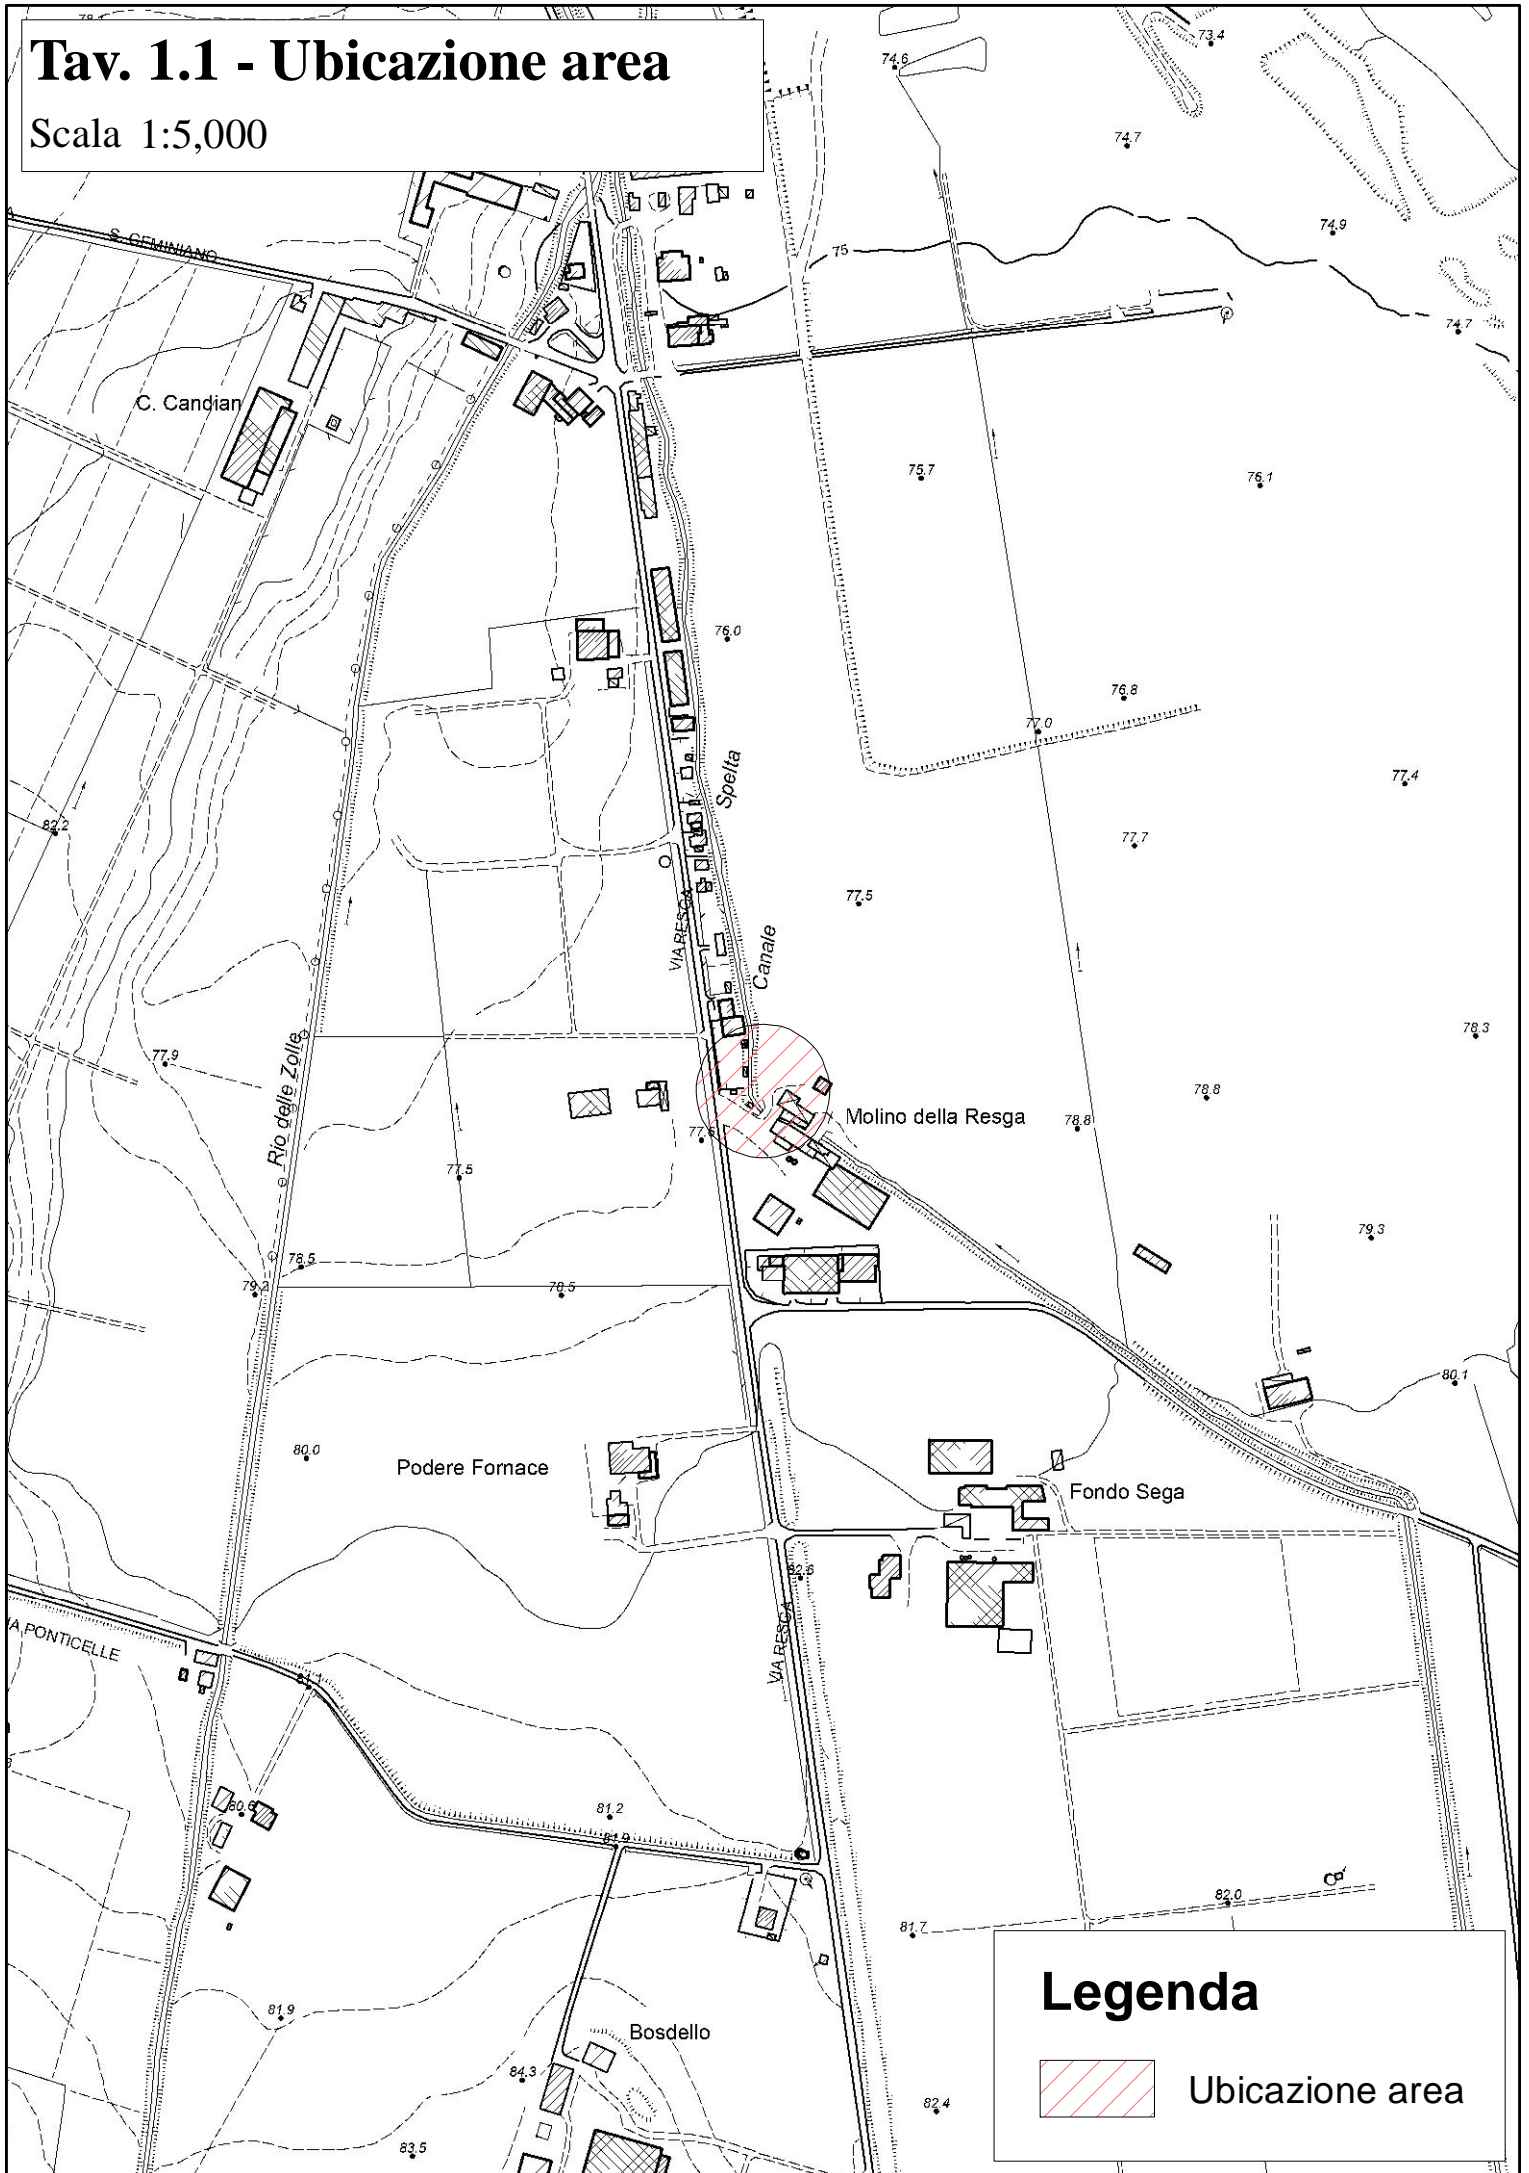 Tav. 1.1 - Ubicazione area
Scala 1:5,000
74.6
73.4
74.7
74.9
S. GEMINIANO
75
74.7
C. Candian
75.7
76.1
76.0
76.8
77.0
Spelta
77.4
82.2
77.7
77.5
VIA RESGA
Canale
78.3
77.9
Rio delle Zolle
78.8
Molino della Resga
78.8
77.5
79.3
78.5
78.5
80.1
80.0
Podere Fornace
Fondo Sega
82.6
IA PONTICELLE
VIA RESGA
81.1
80.6
81.2
82.0
81.7
81.9
Bosdello
84.3
82.4
83.5
Legenda
Ubicazione area